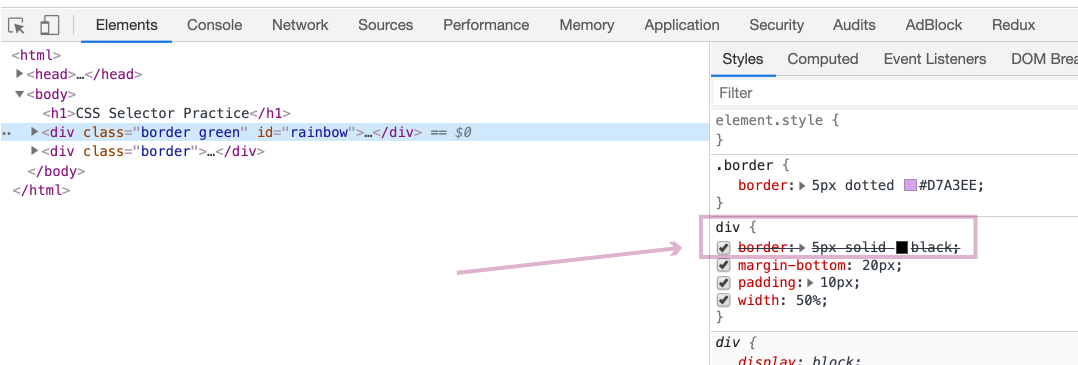 Elements Console Network Sources Performance Memory Application Security Audits AdBlock Redux
<html>
<head>…</head>
<body>
<h1>CSS Selector Practice</h1>
<div class="border green" id="rainbow">…</div> == $0
<div class="border">…</div>
</body>
</html>
Styles Computed Event Listeners DOM Brea
Filter
element.style {
}
.border {
border: 5px dotted #D7A3EE;
}
div {
border: 5px solid black;
margin-bottom: 20px;
padding: 10px;
width: 50%;
}
div {
display: block;